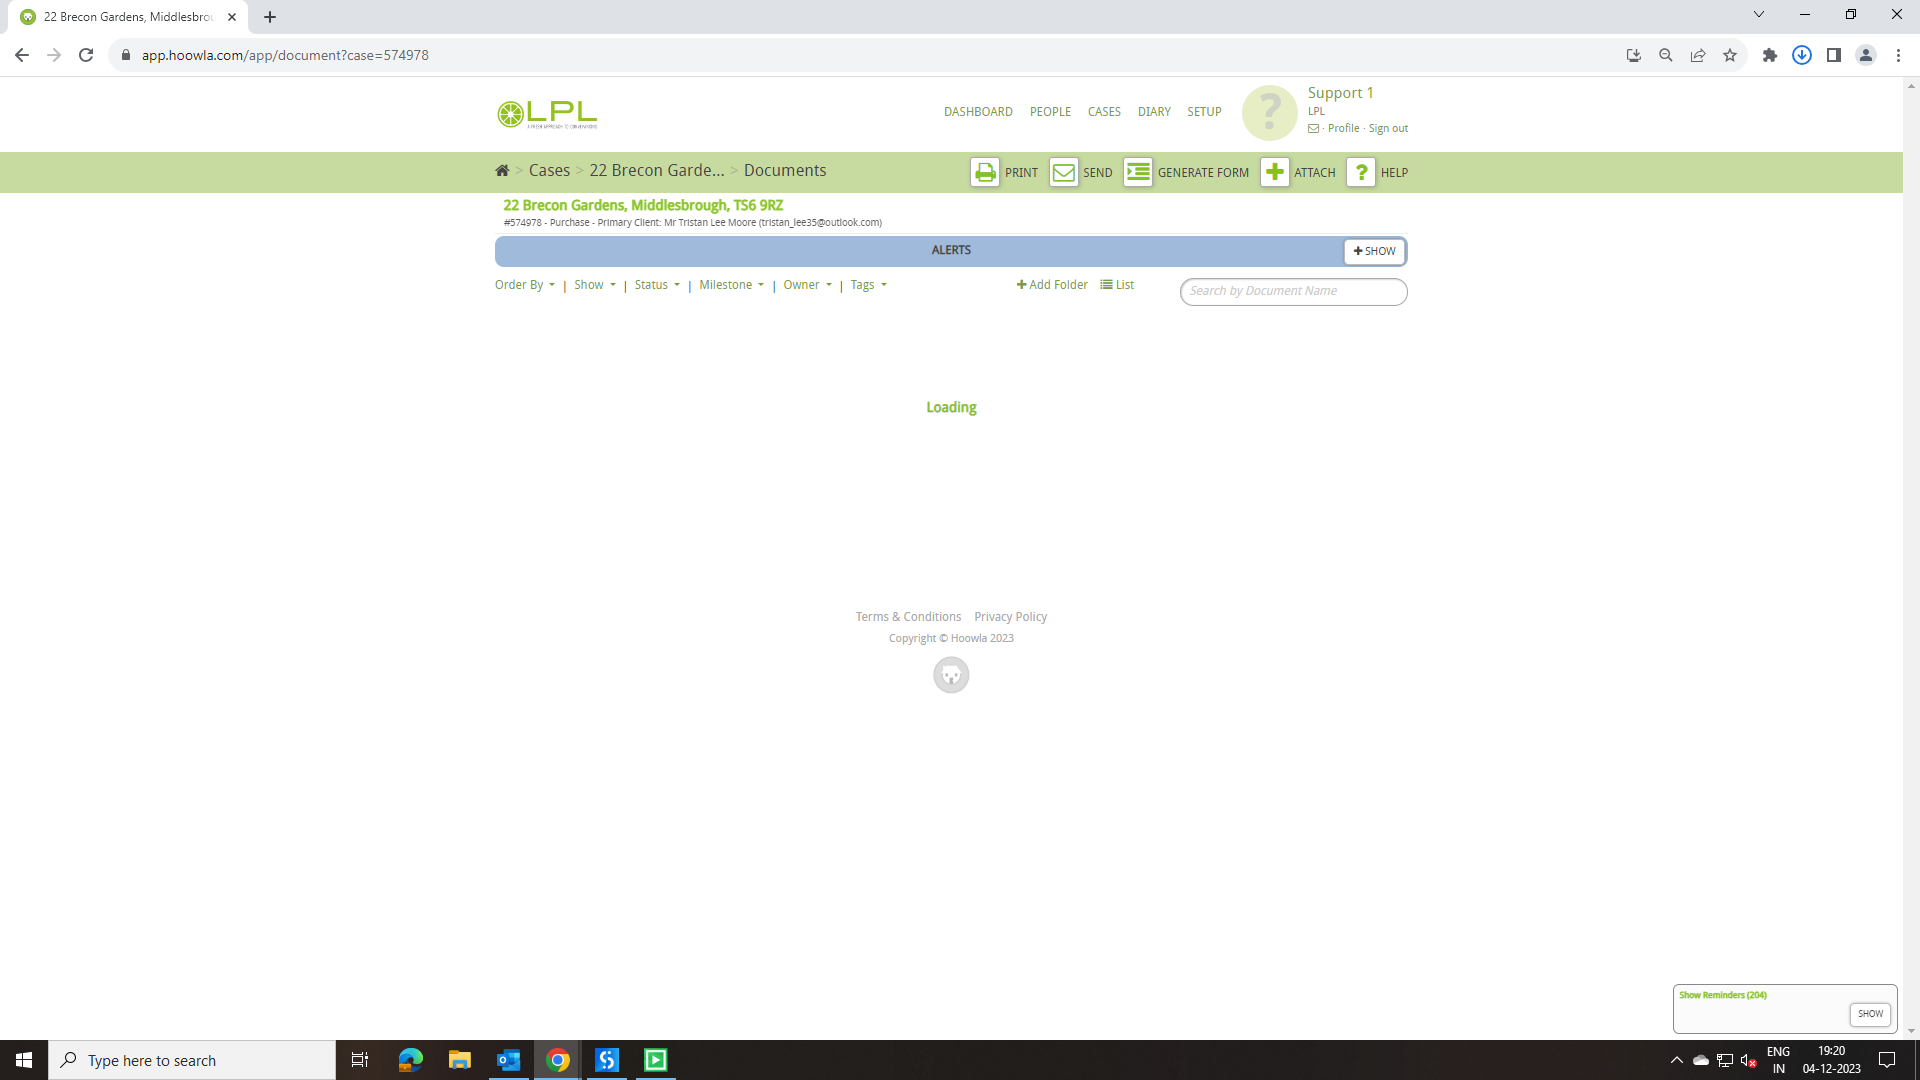 22 Brecon Gardens, Middlesbrou
app.hoowla.com/app/document?case=574978
LPL
DASHBOARD PEOPLE CASES DIARY SETUP
?
Support 1
LPL
· Profile · Sign out
> Cases > 22 Brecon Garde... > Documents
PRINT SEND GENERATE FORM ATTACH ? HELP
22 Brecon Gardens, Middlesbrough, TS6 9RZ
#574978 - Purchase - Primary Client: Mr Tristan Lee Moore (tristan_lee35@outlook.com)
ALERTS
SHOW
Order By | Show | Status | Milestone | Owner | Tags
Add Folder List
Search by Document Name
Loading
Terms & Conditions Privacy Policy
Copyright © Hoowla 2023
Show Reminders (204)
SHOW
Type here to search
ENG
IN
19:20
04-12-2023